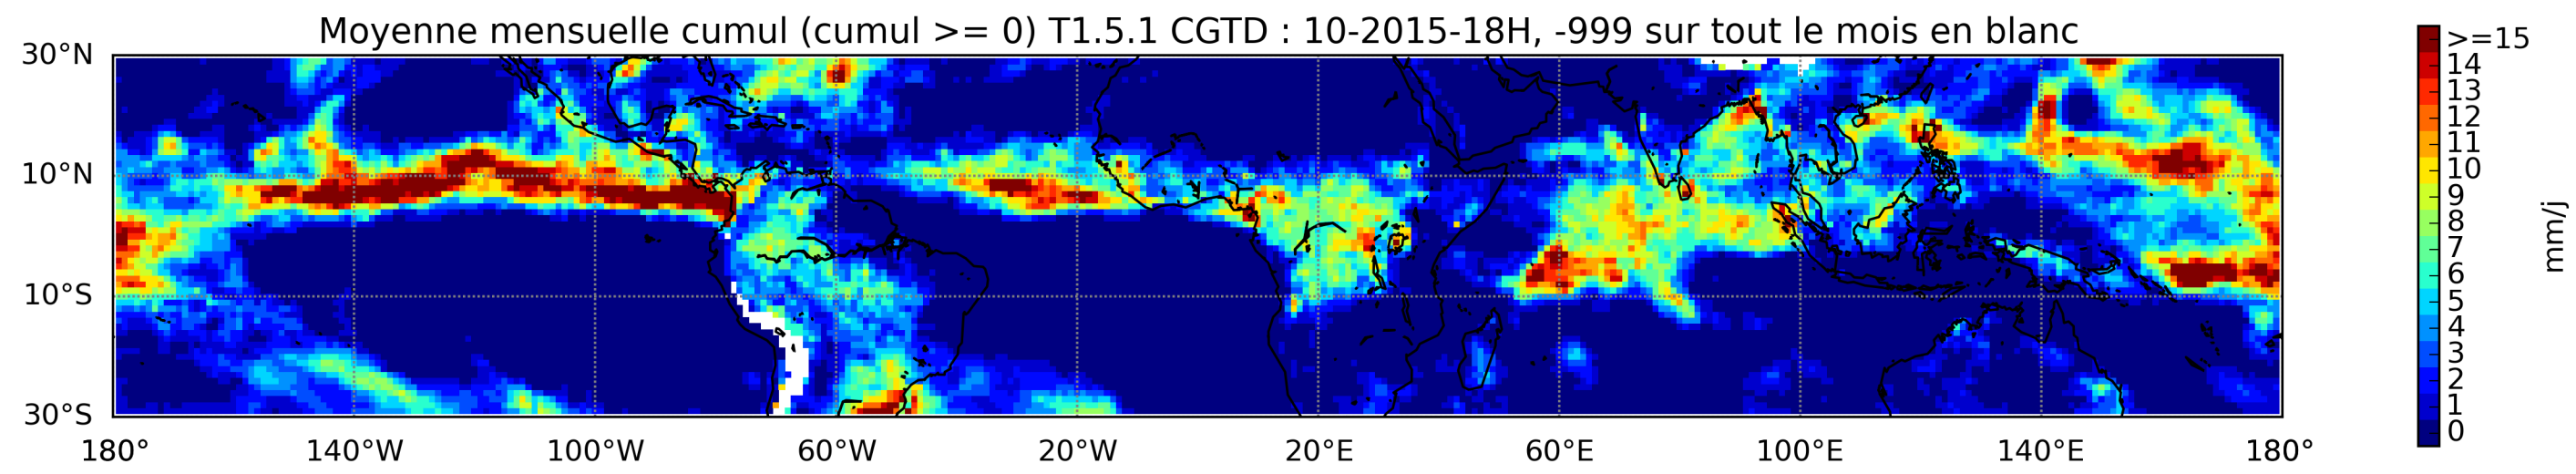 Moyenne mensuelle cumul (cumul >= 0) T1.5.1 CGTD : 10-2015-18H, -999 sur tout le mois en blanc
30°N
10°N
10°S
30°S
180° 140°W 100°W 60°W 20°W 20°E 60°E 100°E 140°E 180°
>=15
14
13
12
11
10
9
8
7
6
5
4
3
2
1
0
mm/j